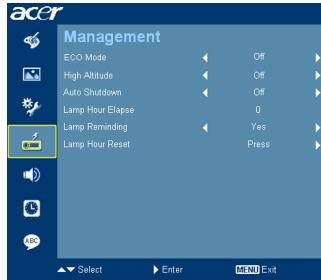 acer
Management
ECO Mode Off
High Altitude Off
Auto Shutdown Off
Lamp Hour Elapse 0
Lamp Reminding Yes
Lamp Hour Reset Press
ABC
Select Enter MENU Exit